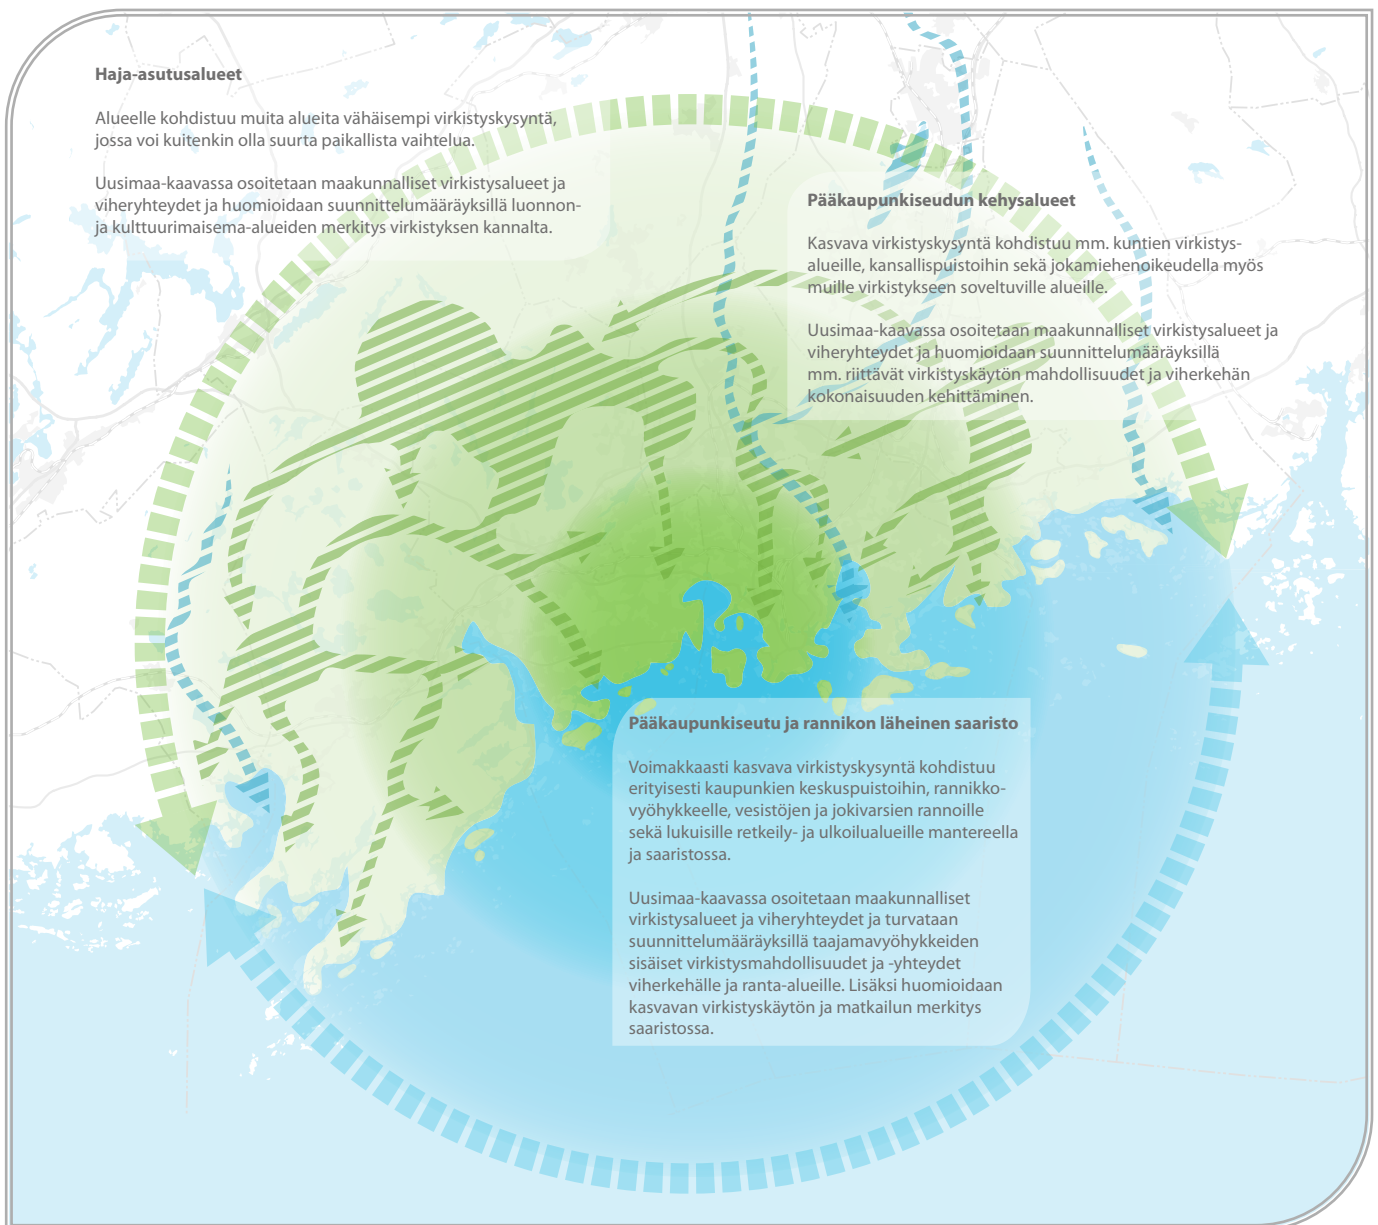 Haja-asutusalueet
Alueelle kohdistuu muita alueita vähäisempi virkistyskysyntä,
jossa voi kuitenkin olla suurta paikallista vaihtelua.
Uusimaa-kaavassa osoitetaan maakunnalliset virkistysalueet ja
viheryhteydet ja huomioidaan suunnittelumääräyksillä luonnon-
ja kulttuurimaisema-alueiden merkitys virkistyksen kannalta.
Pääkaupunkiseudun kehysalueet
Kasvava virkistyskysyntä kohdistuu mm. kuntien virkistys-
alueille, kansallispuistoihin sekä jokamiehenoikeudella myös
muille virkistykseen soveltuville alueille.
Uusimaa-kaavassa osoitetaan maakunnalliset virkistysalueet ja
viheryhteydet ja huomioidaan suunnittelumääräyksillä
mm. riittävät virkistyskäytön mahdollisuudet ja viherkehän
kokonaisuuden kehittäminen.
Pääkaupunkiseutu ja rannikon läheinen saaristo
Voimakkaasti kasvava virkistyskysyntä kohdistuu
erityisesti kaupunkien keskuspuistoihin, rannikko-
vyöhykkeelle, vesistöjen ja jokivarsien rannoille
sekä lukuisille retkeily- ja ulkoilualueille mantereella
ja saaristossa.
Uusimaa-kaavassa osoitetaan maakunnalliset
virkistysalueet ja viheryhteydet ja turvataan
suunnittelumääräyksillä taajamavyöhykkeiden
sisäiset virkistysmahdollisuudet ja -yhteydet
viherkehälle ja ranta-alueille. Lisäksi huomioidaan
kasvavan virkistyskäytön ja matkailun merkitys
saaristossa.